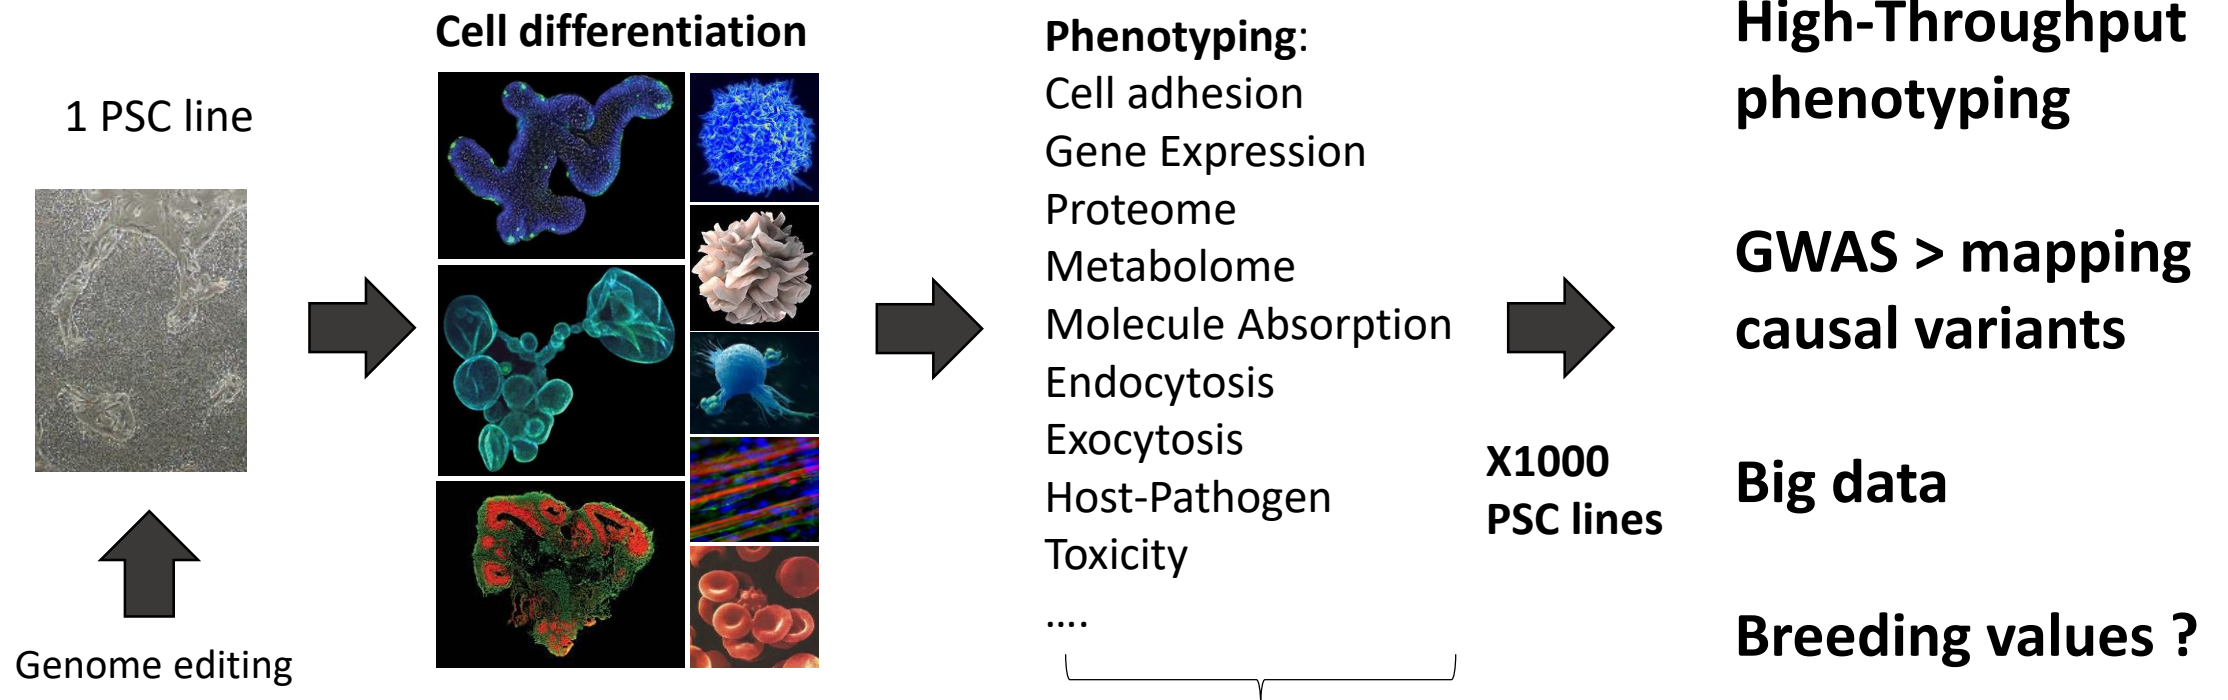 1 PSC line
Genome editing
Cell differentiation
Phenotyping:
Cell adhesion
Gene Expression
Proteome
Metabolome
Molecule Absorption
Endocytosis
Exocytosis
Host-Pathogen
Toxicity
....
X1000
PSC lines
High-Throughput
phenotyping
GWAS > mapping
causal variants
Big data
Breeding values ?